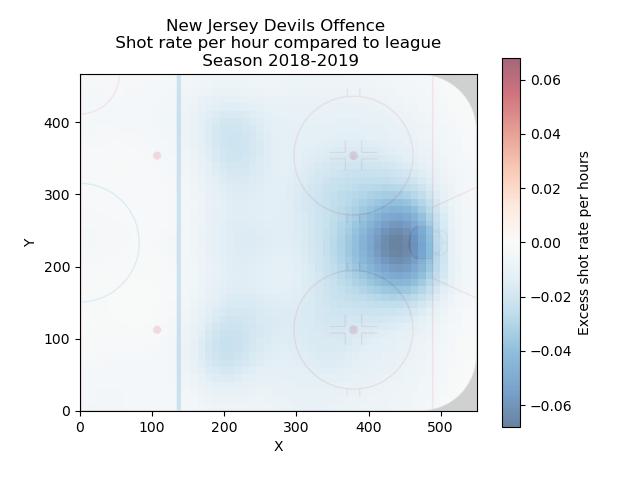 New Jersey Devils Offence
Shot rate per hour compared to league
Season 2018-2019
400
300
200
100
0
Y
0 100 200 300 400 500
X
0.06
0.04
0.02
0.00
−0.02
−0.04
−0.06
Excess shot rate per hours